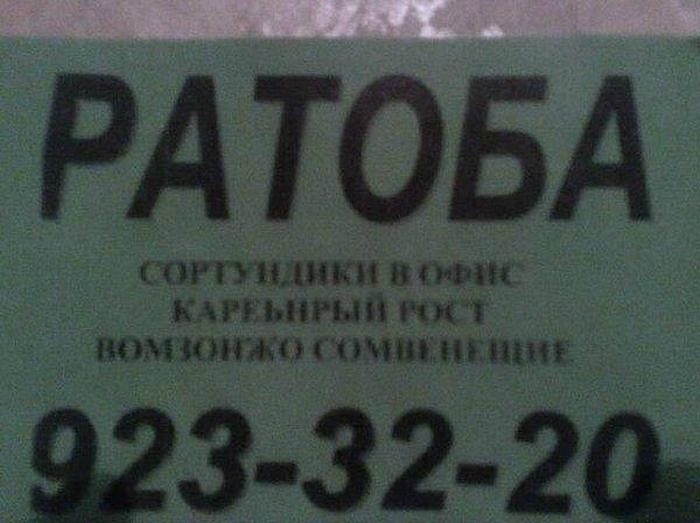 РАТОБА
СОРТУНДИКИ В ОФИС
КАРЕЬНРЫЙ РОСТ
ВОМЗОНЖО СОМВЕНЕЩИЕ
923-32-20